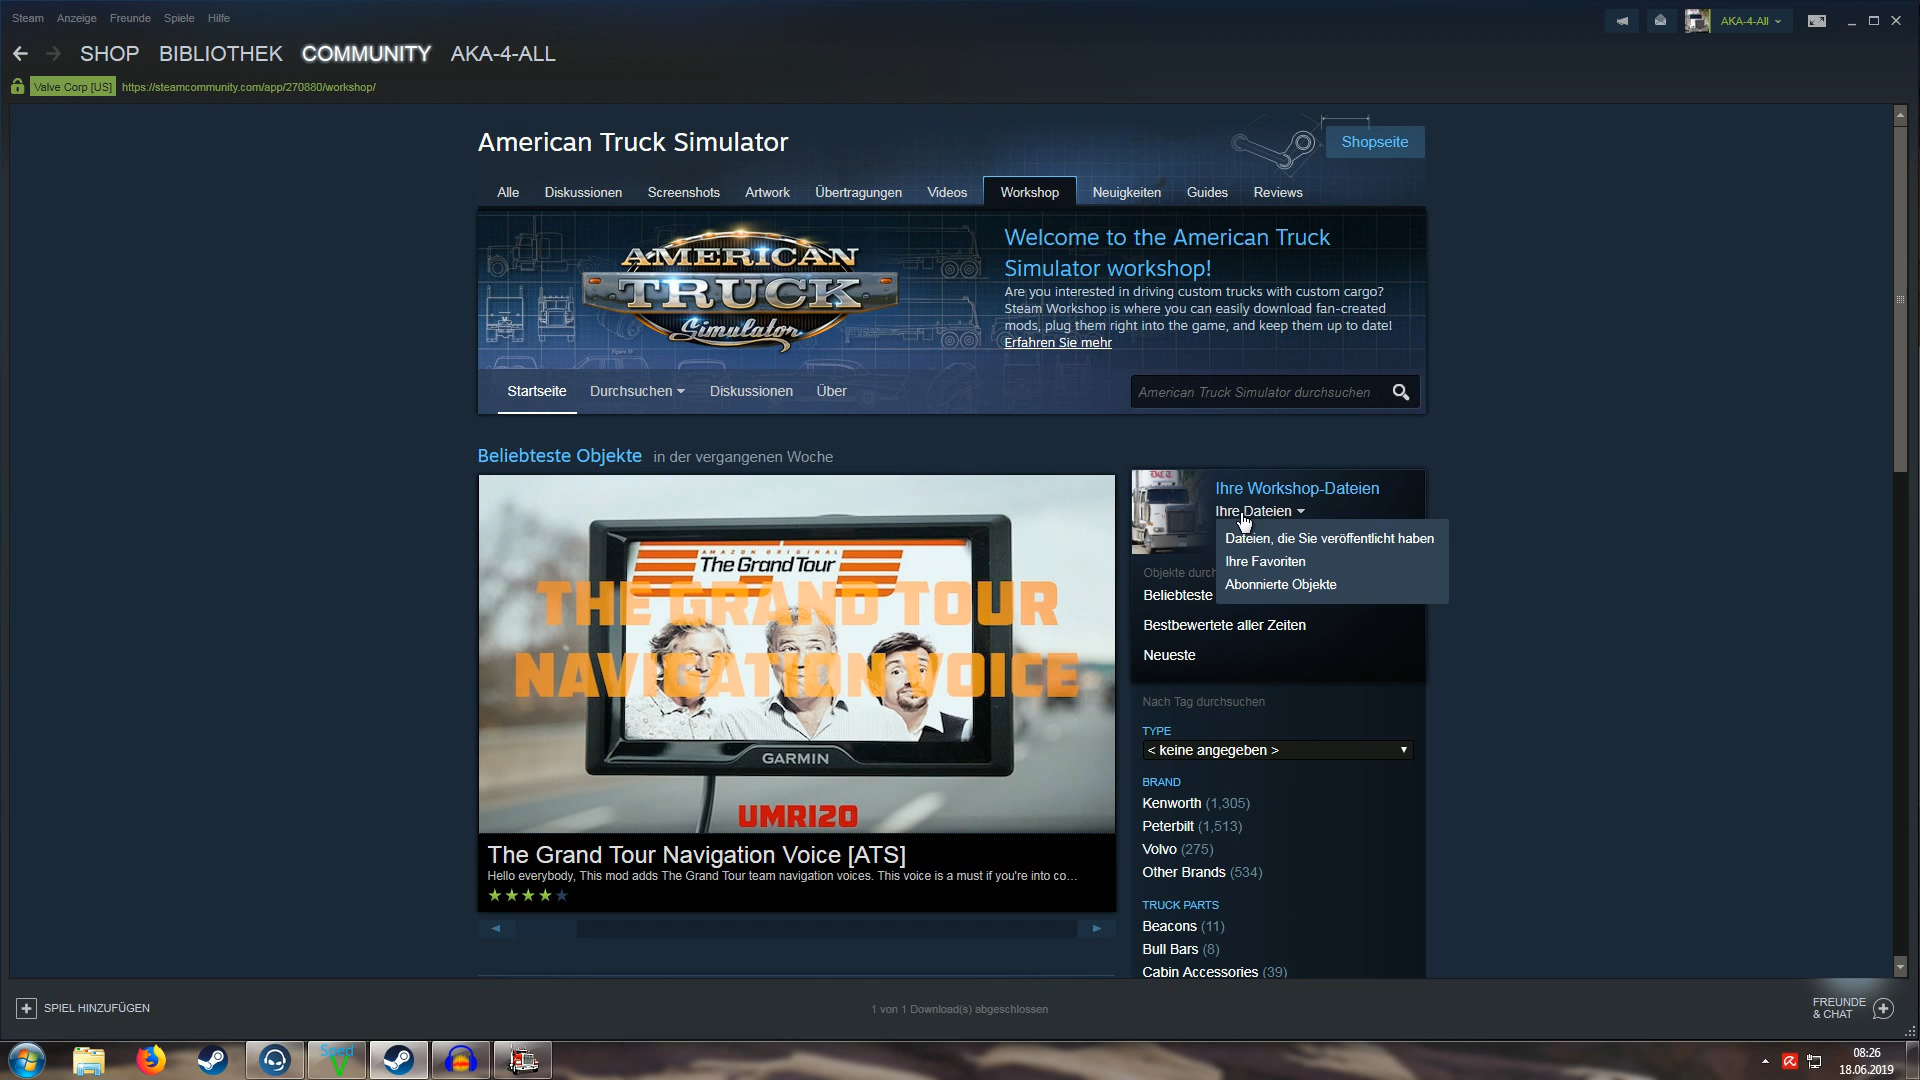 Steam Anzeige Freunde Spiele Hilfe
AKA-4-All
SHOP BIBLIOTHEK COMMUNITY AKA-4-ALL
Valve Corp [US] https://steamcommunity.com/app/270880/workshop/
American Truck Simulator
Shopseite
Alle Diskussionen Screenshots Artwork Übertragungen Videos Workshop Neuigkeiten Guides Reviews
AMERICAN
TRUCK
Simulator
Welcome to the American Truck
Simulator workshop!
Are you interested in driving custom trucks with custom cargo?
Steam Workshop is where you can easily download fan-created
mods, plug them right into the game, and keep them up to date!
Erfahren Sie mehr
Startseite Durchsuchen Diskussionen Über
American Truck Simulator durchsuchen
Beliebteste Objekte in der vergangenen Woche
AMAZON ORIGINAL
The Grand Tour
THE GRAND TOUR
NAVIGATION VOICE
GARMIN
UMRI20
The Grand Tour Navigation Voice [ATS]
Hello everybody, This mod adds The Grand Tour team navigation voices. This voice is a must if you're into co...
Ihre Workshop-Dateien
Ihre Dateien
Dateien, die Sie veröffentlicht haben
Ihre Favoriten
Abonnierte Objekte
Objekte durch
Beliebteste
Bestbewertete aller Zeiten
Neueste
Nach Tag durchsuchen
TYPE
< keine angegeben >
BRAND
Kenworth (1,305)
Peterbilt (1,513)
Volvo (275)
Other Brands (534)
TRUCK PARTS
Beacons (11)
Bull Bars (8)
Cabin Accessories (39)
SPIEL HINZUFÜGEN
1 von 1 Download(s) abgeschlossen
FREUNDE
& CHAT
Sped
V
08:26
18.06.2019